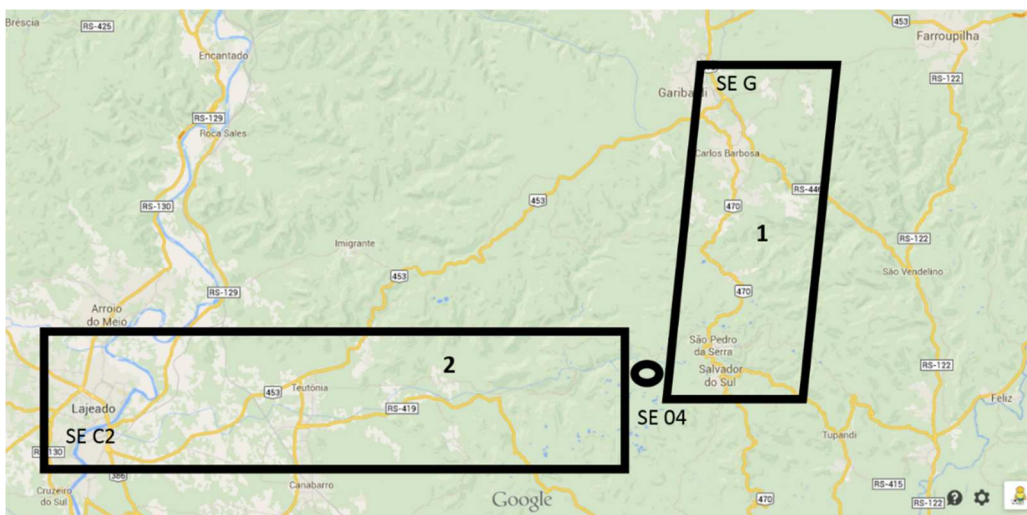 Bréscia
RS-425
453
Farroupilha
Encantado
RS-122
SE G
Garibaldi
RS-129
Roca Sales
Carlos Barbosa
RS-446
RS-130
453
470
1
Imigrante
RS-122
São Vendelino
453
RS-129
470
Arroio
do Meio
São Pedro
da Serra
2
RS-122
Salvador
do Sul
453
Teutônia
Lajeado
RS-419
Feliz
SE C2
SE 04
Tupandi
RS-130
386
Canabarro
RS-415
Cruzeiro
do Sul
Google
470
RS-122